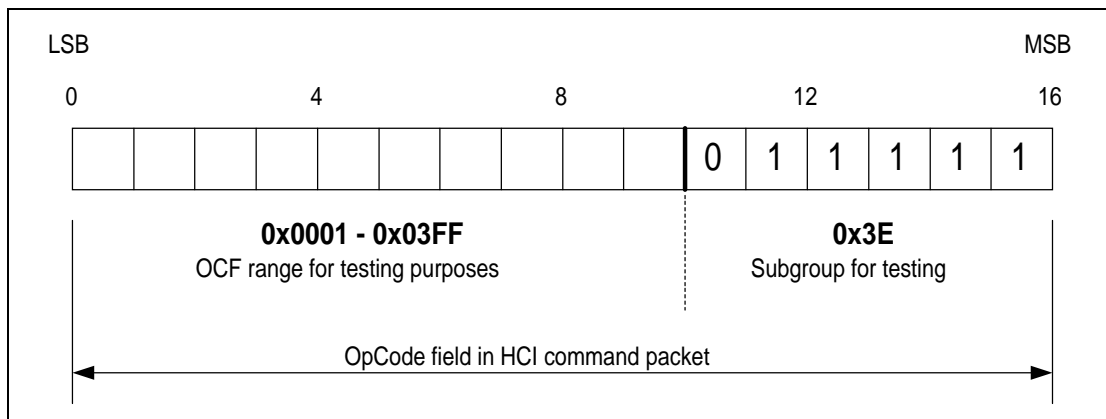 LSB MSB
0 4 8 12 16
0 1 1 1 1 1
0x0001 - 0x03FF 0x3E
OCF range for testing purposes Subgroup for testing
OpCode field in HCI command packet